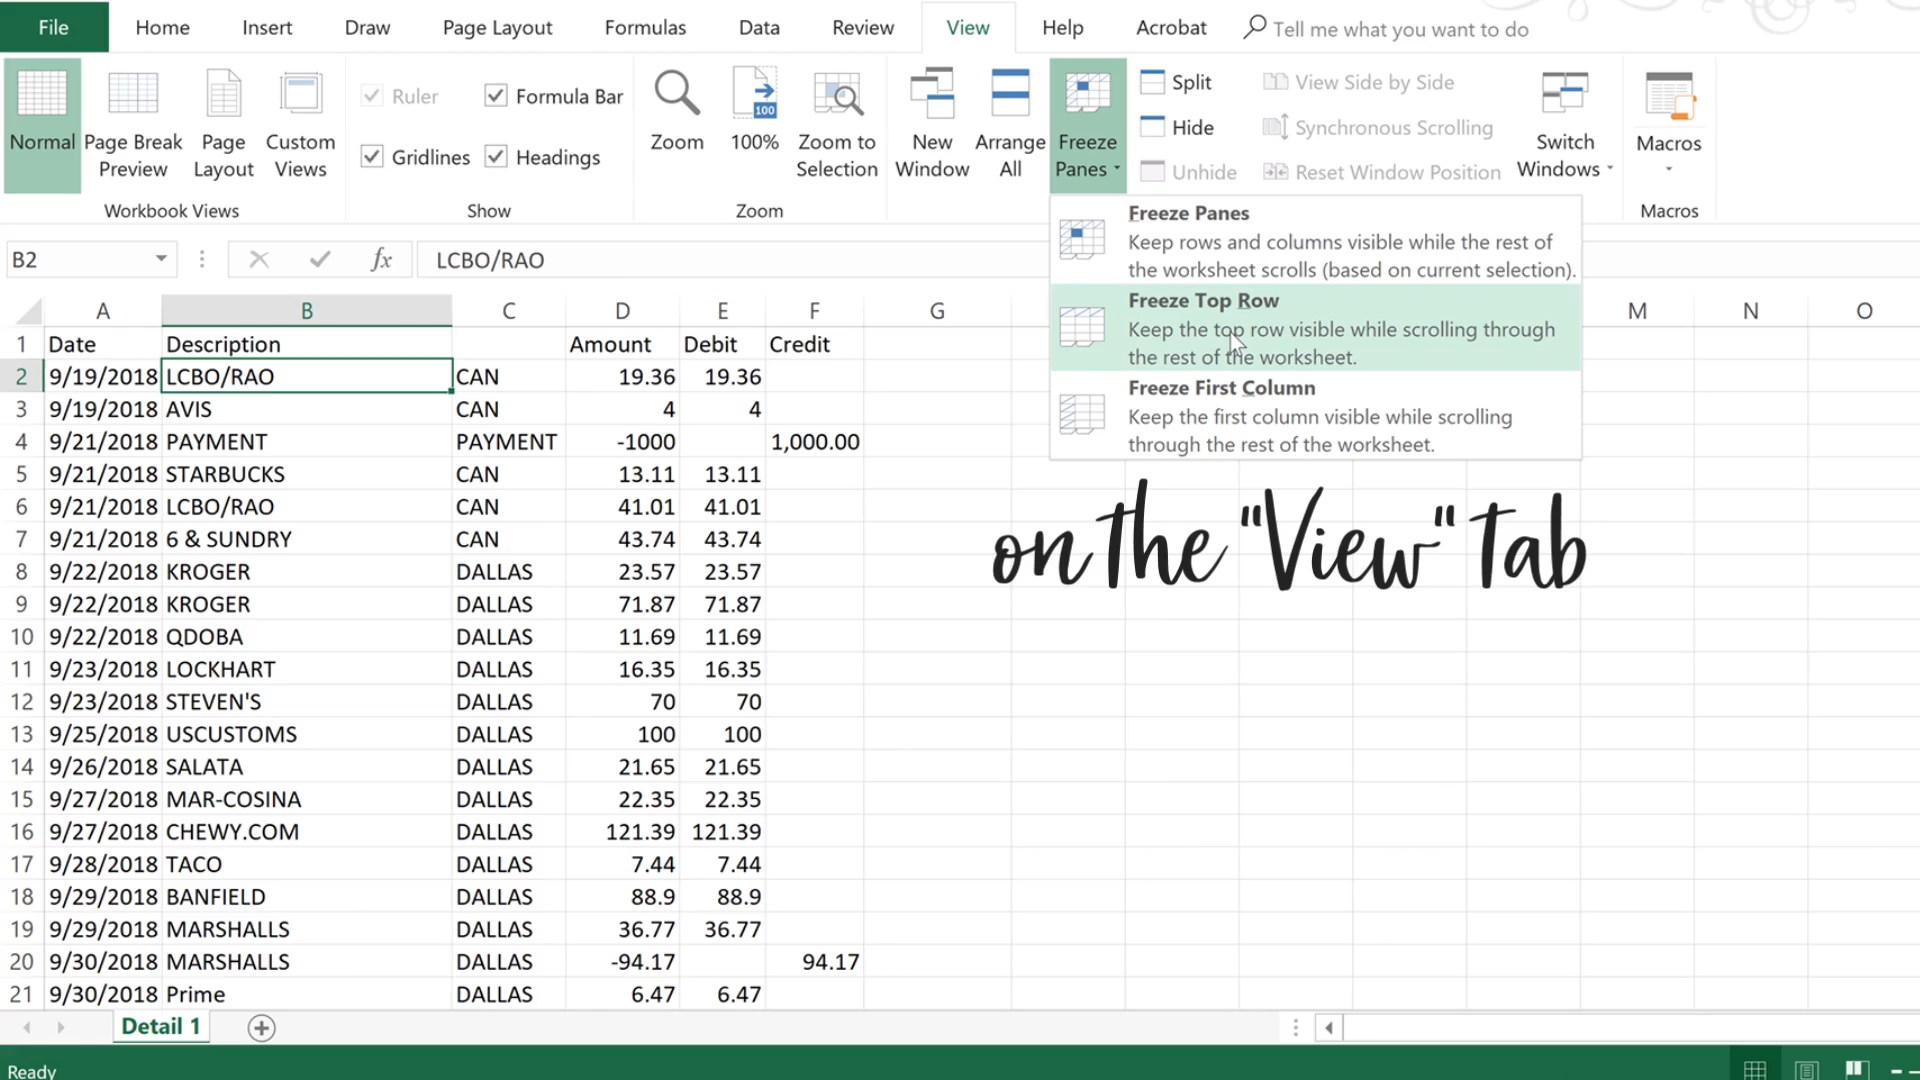 File Home Insert Draw Page Layout Formulas Data Review View Help Acrobat Tell me what you want to do
Normal
Page Break Preview
Page Layout
Custom Views
Workbook Views
Ruler
Formula Bar
Gridlines
Headings
Show
Zoom
100
100%
Zoom to Selection
Zoom
New Window
Arrange All
Freeze Panes
Split
Hide
Unhide
View Side by Side
Synchronous Scrolling
Reset Window Position
Switch Windows
Macros
Macros
Freeze Panes
Keep rows and columns visible while the rest of
the worksheet scrolls (based on current selection).
Freeze Top Row
Keep the top row visible while scrolling through
the rest of the worksheet.
Freeze First Column
Keep the first column visible while scrolling
through the rest of the worksheet.
B2 fx LCBO/RAO
A B C D E F G M N O
1 Date Description Amount Debit Credit
2 9/19/2018 LCBO/RAO CAN 19.36 19.36
3 9/19/2018 AVIS CAN 4 4
4 9/21/2018 PAYMENT PAYMENT -1000 1,000.00
5 9/21/2018 STARBUCKS CAN 13.11 13.11
6 9/21/2018 LCBO/RAO CAN 41.01 41.01
7 9/21/2018 6 & SUNDRY CAN 43.74 43.74
8 9/22/2018 KROGER DALLAS 23.57 23.57
9 9/22/2018 KROGER DALLAS 71.87 71.87
10 9/22/2018 QDOBA DALLAS 11.69 11.69
11 9/23/2018 LOCKHART DALLAS 16.35 16.35
12 9/23/2018 STEVEN'S DALLAS 70 70
13 9/25/2018 USCUSTOMS DALLAS 100 100
14 9/26/2018 SALATA DALLAS 21.65 21.65
15 9/27/2018 MAR-COSINA DALLAS 22.35 22.35
16 9/27/2018 CHEWY.COM DALLAS 121.39 121.39
17 9/28/2018 TACO DALLAS 7.44 7.44
18 9/29/2018 BANFIELD DALLAS 88.9 88.9
19 9/29/2018 MARSHALLS DALLAS 36.77 36.77
20 9/30/2018 MARSHALLS DALLAS -94.17 94.17
21 9/30/2018 Prime DALLAS 6.47 6.47
on the "View" tab
Detail 1
Ready